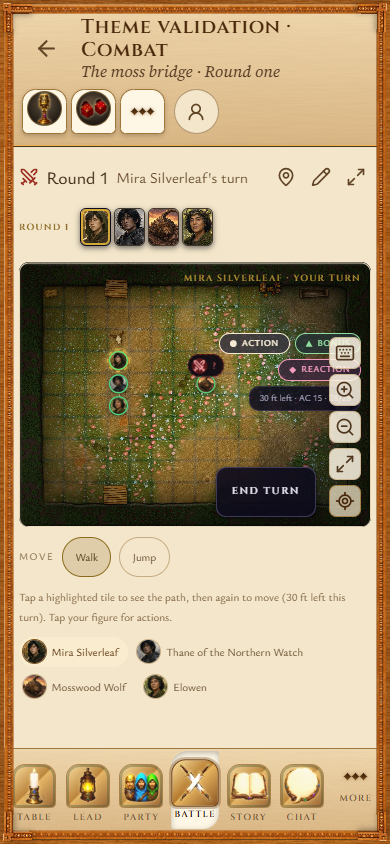 Theme validation ·
Combat
The moss bridge · Round one
Round 1 Mira Silverleaf's turn
ROUND 1
MIRA SILVERLEAF · YOUR TURN
ACTION
REACTION
30 ft left · AC 15 ·
END TURN
MOVE Walk Jump
Tap a highlighted tile to see the path, then again to move (30 ft left this
turn). Tap your figure for actions.
Mira Silverleaf Thane of the Northern Watch
Mosswood Wolf Elowen
TABLE LEAD PARTY BATTLE STORY CHAT MORE